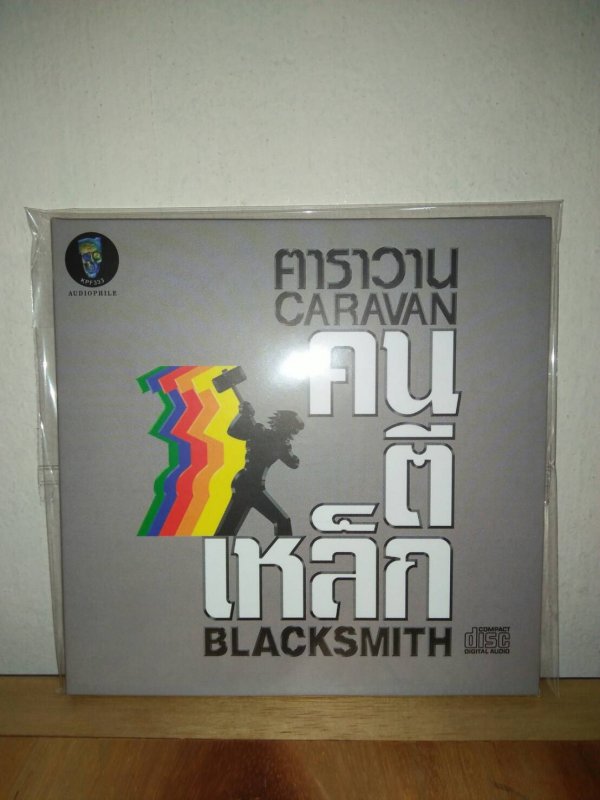 KPF353
AUDIOPHILE
คาราวาน
CARAVAN
คน
ตี
เหล็ก
BLACKSMITH
COMPACT
disc
DIGITAL AUDIO